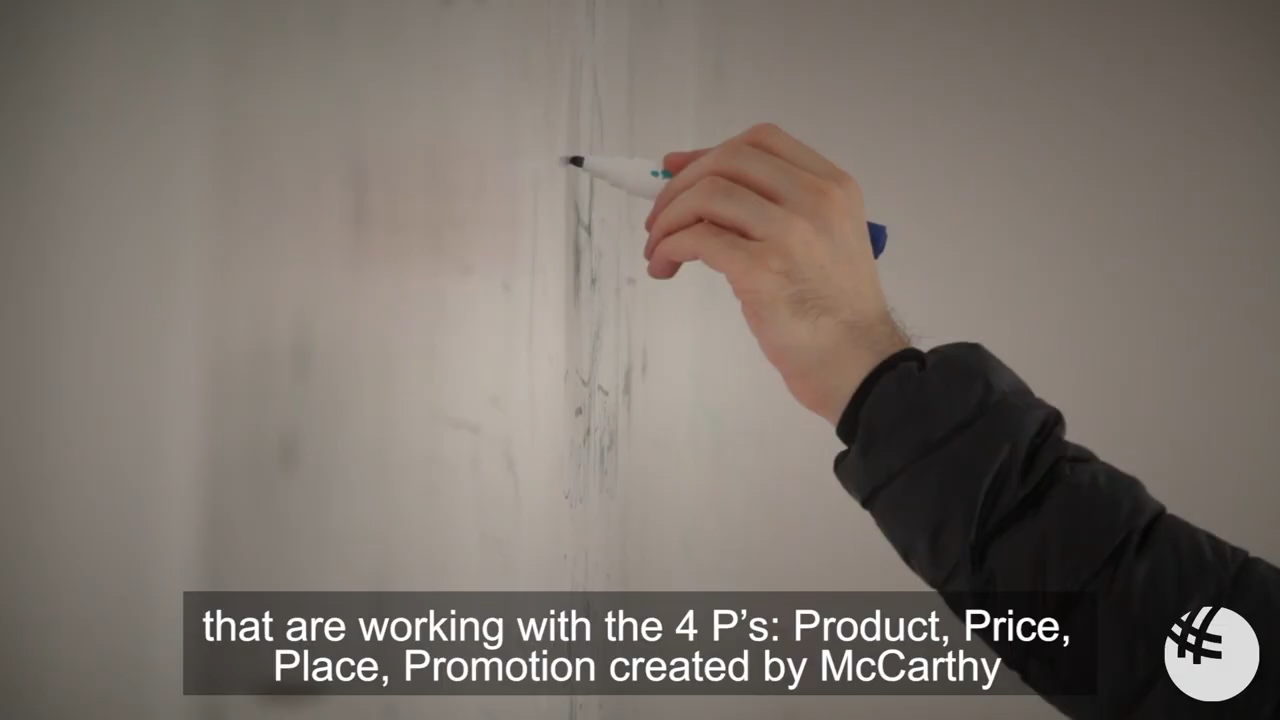 that are working with the 4 P’s: Product, Price,
Place, Promotion created by McCarthy